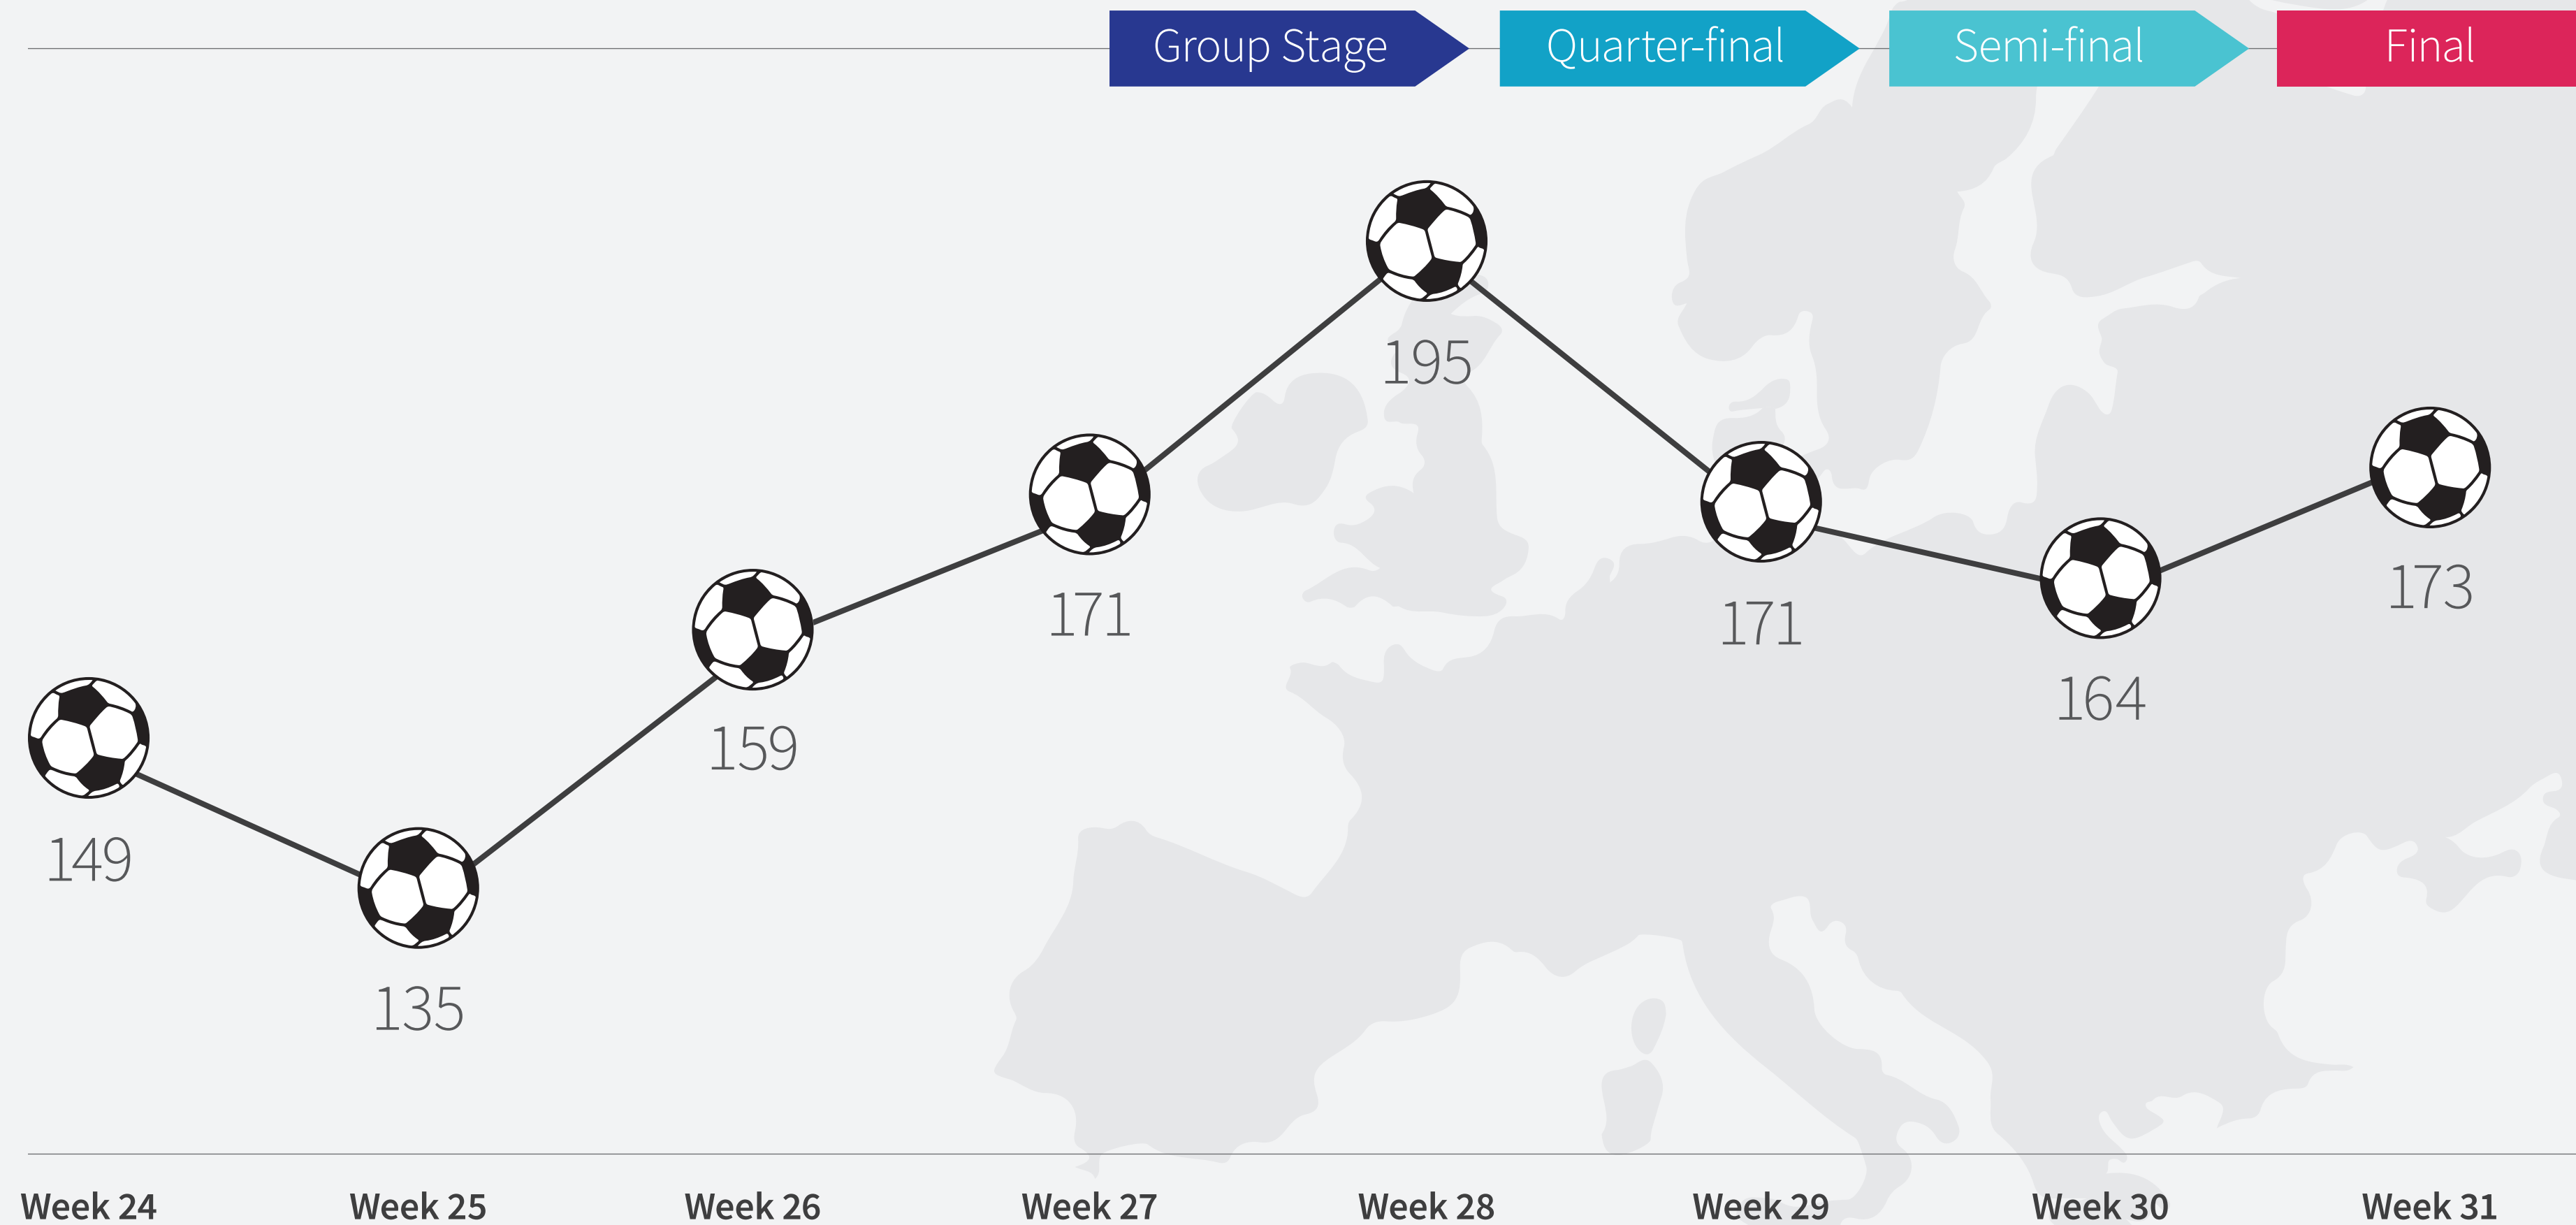 Group Stage
Quarter-final
Semi-final
Final
195
171
171
173
159
164
149
135
Week 24
Week 25
Week 26
Week 27
Week 28
Week 29
Week 30
Week 31